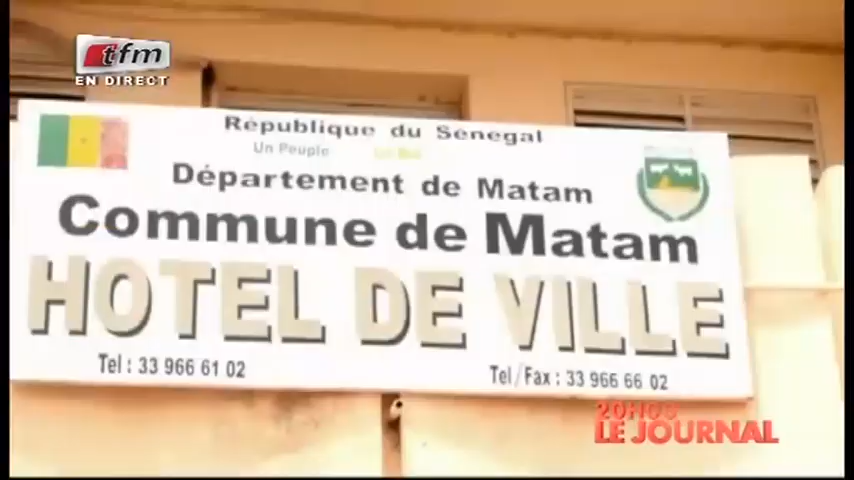 tfm
EN DIRECT
République du Sénégal
Un Peuple
Département de Matam
Commune de Matam
HOTEL DE VILLE
Tel : 33 966 61 02
Tel/Fax : 33 966 66 02
LE JOURNAL